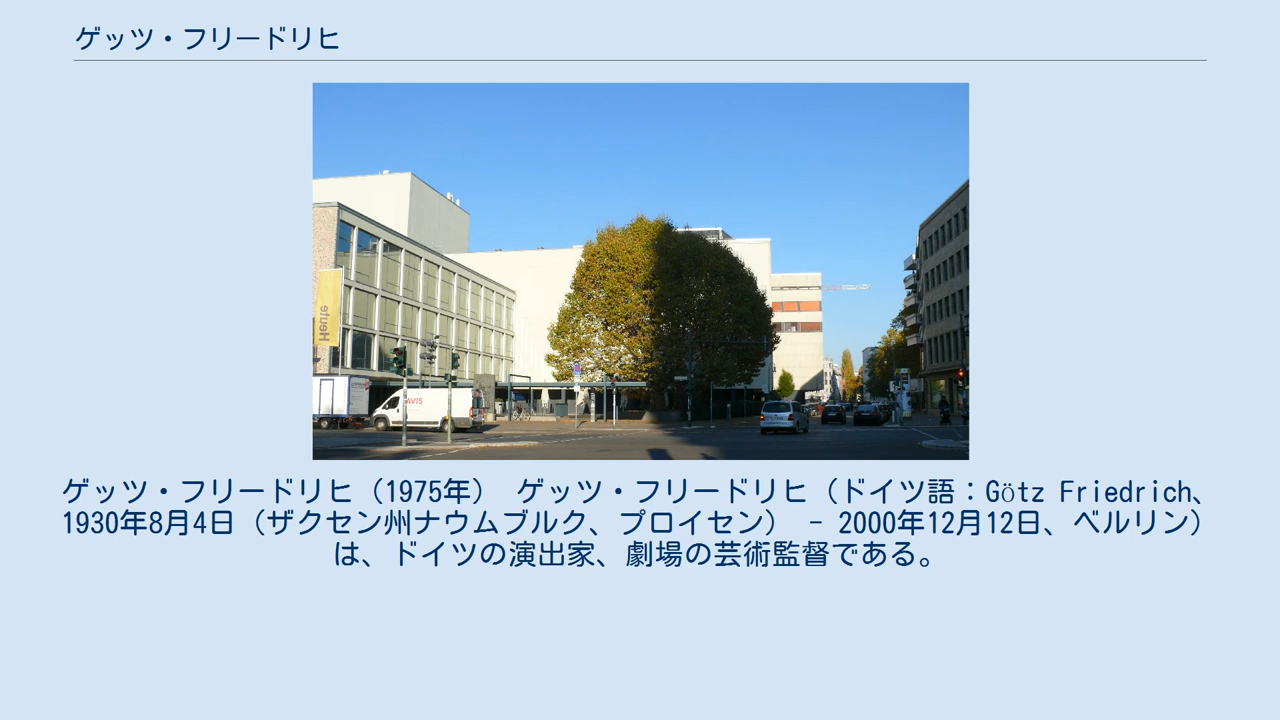 ゲッツ・フリードリヒ
Heute
AVIS
ゲッツ・フリードリヒ（1975年） ゲッツ・フリードリヒ（ドイツ語：Götz Friedrich、
1930年8月4日（ザクセン州ナウムブルク、プロイセン） - 2000年12月12日、ベルリン）
は、ドイツの演出家、劇場の芸術監督である。